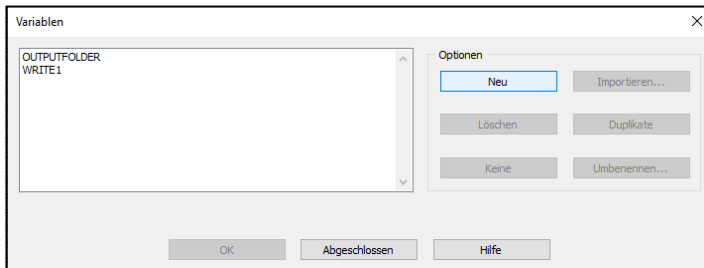 Variablen
OUTPUTFOLDER
WRITE1
Optionen
Neu
Importieren...
Löschen
Duplikate
Keine
Umbenennen...
OK
Abgeschlossen
Hilfe